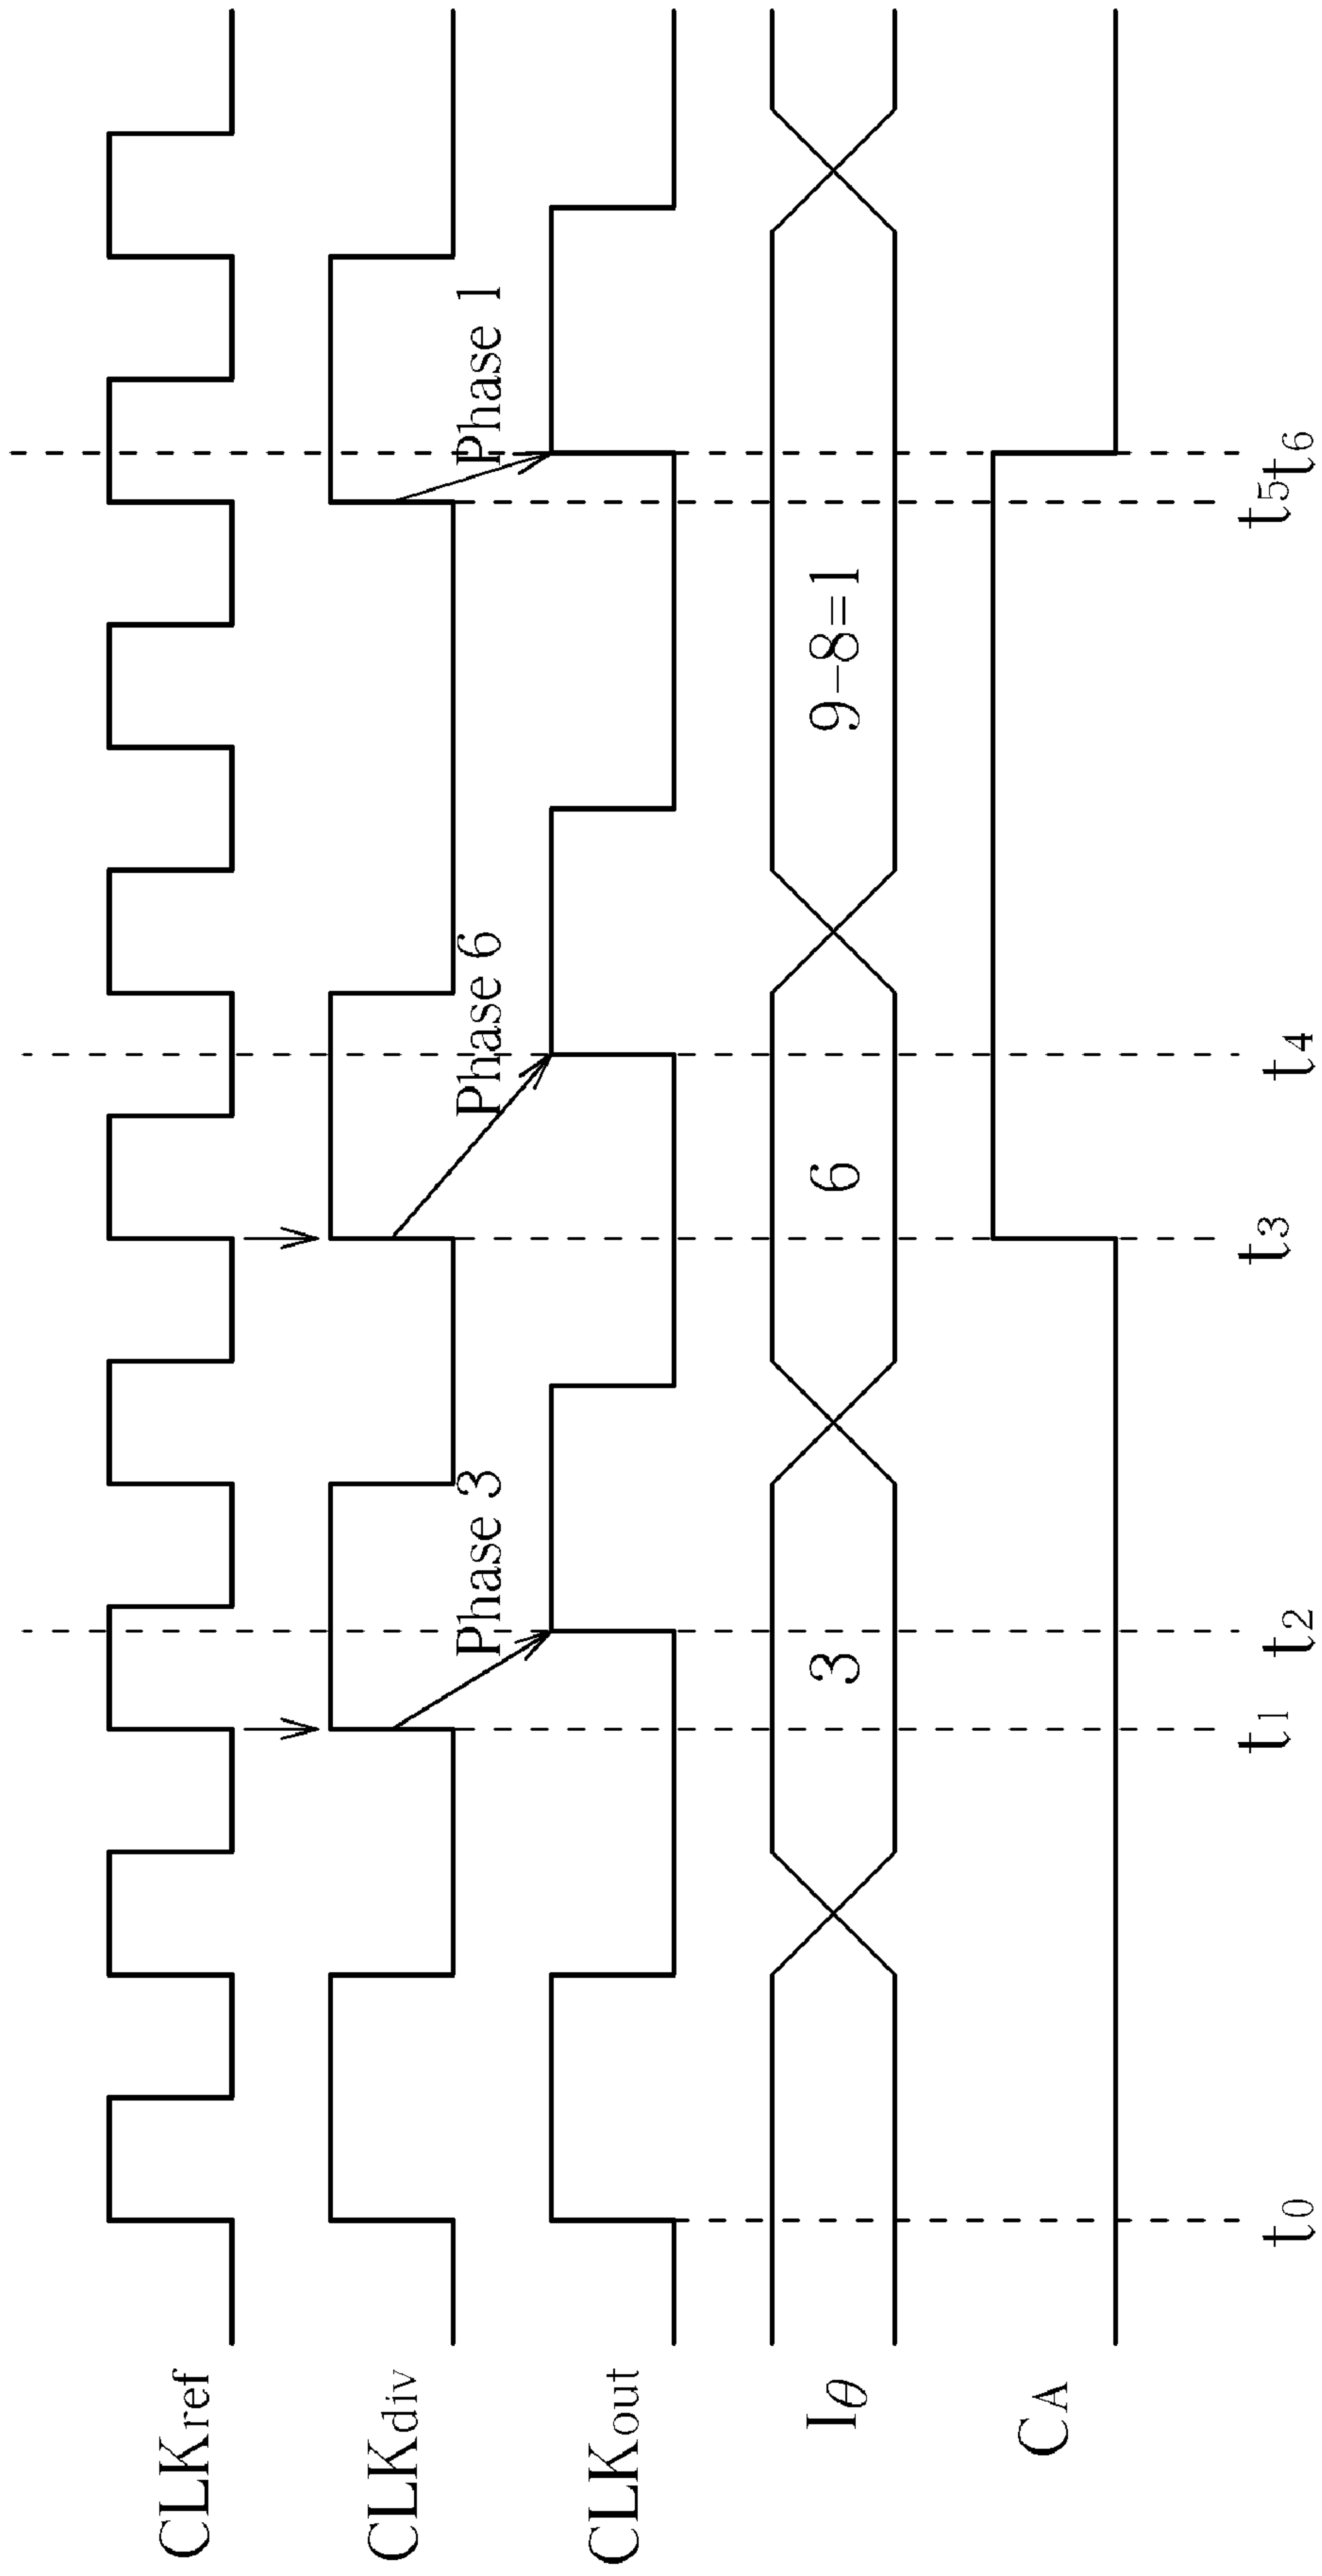 CLKref
CLKdiv
Phase 3
Phase 6
Phase 1
CLKout
Iθ
3
6
9-8=1
CA
t0
t1
t2
t3
t4
t5
t6